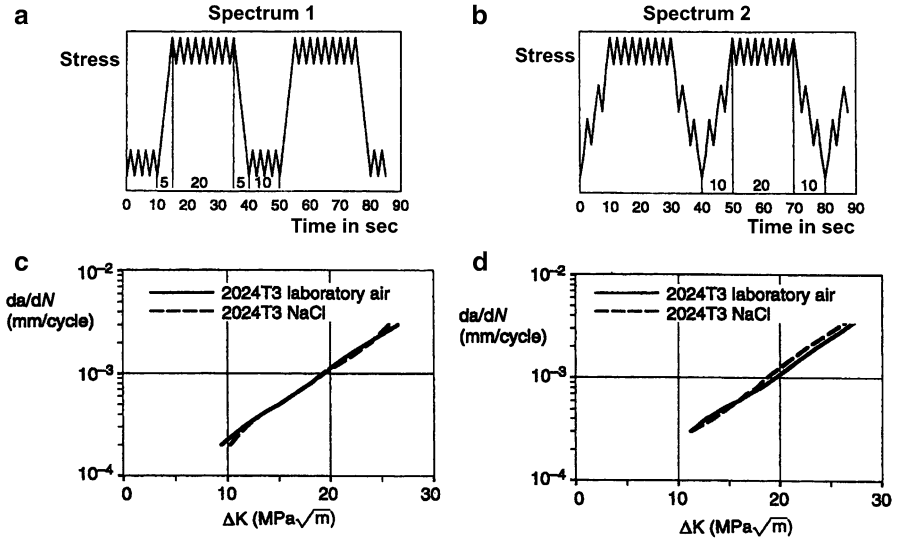 a
Spectrum 1
Stress
5 20 5 10
0 10 20 30 40 50 60 70 80 90
Time in sec
b
Spectrum 2
Stress
10 20 10
0 10 20 30 40 50 60 70 80 90
Time in sec
c
10⁻²
da/dN
(mm/cycle)
2024T3 laboratory air
2024T3 NaCl
10⁻³
10⁻⁴
0 10 20 30
ΔK (MPa√m)
d
10⁻²
da/dN
(mm/cycle)
2024T3 laboratory air
2024T3 NaCl
10⁻³
10⁻⁴
0 10 20 30
ΔK (MPa√m)